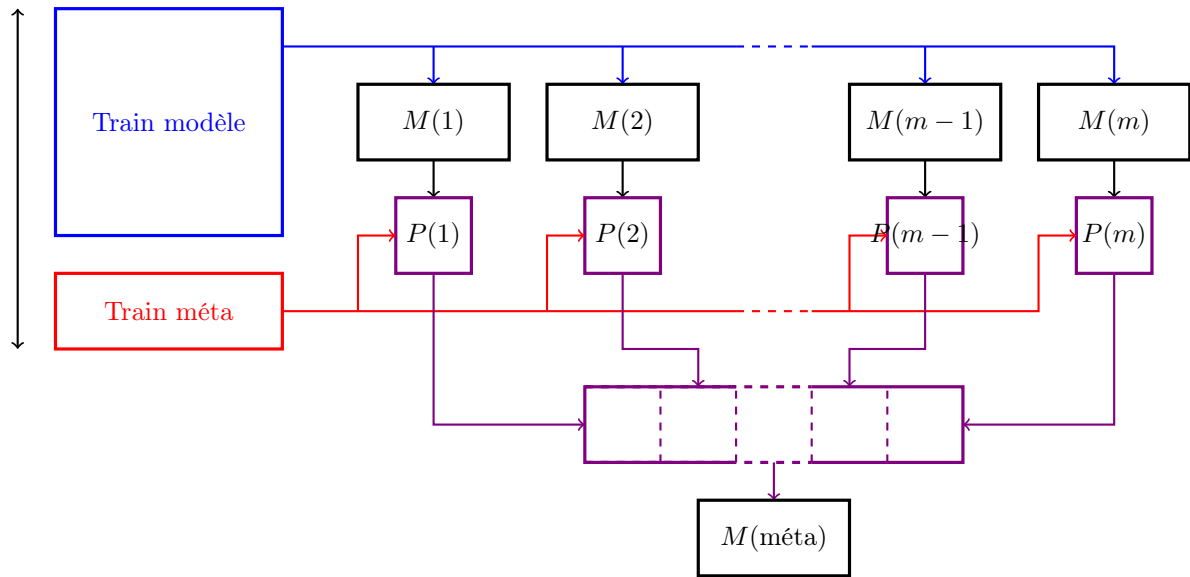 Train modèle
M(1)
M(2)
M(m − 1)
M(m)
P(1)
P(2)
P(m − 1)
P(m)
Train méta
M(méta)